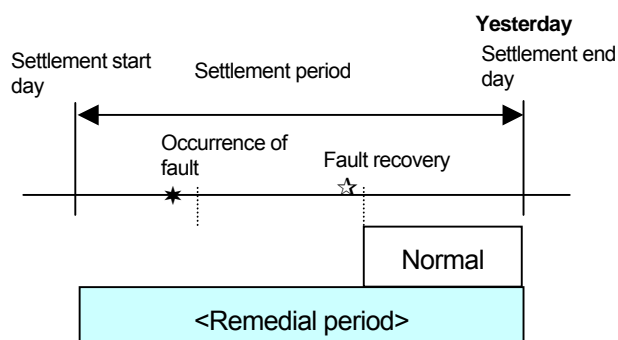 Yesterday
Settlement start
day
Settlement period
Settlement end
day
Occurrence of
fault
Fault recovery
Normal
<Remedial period>